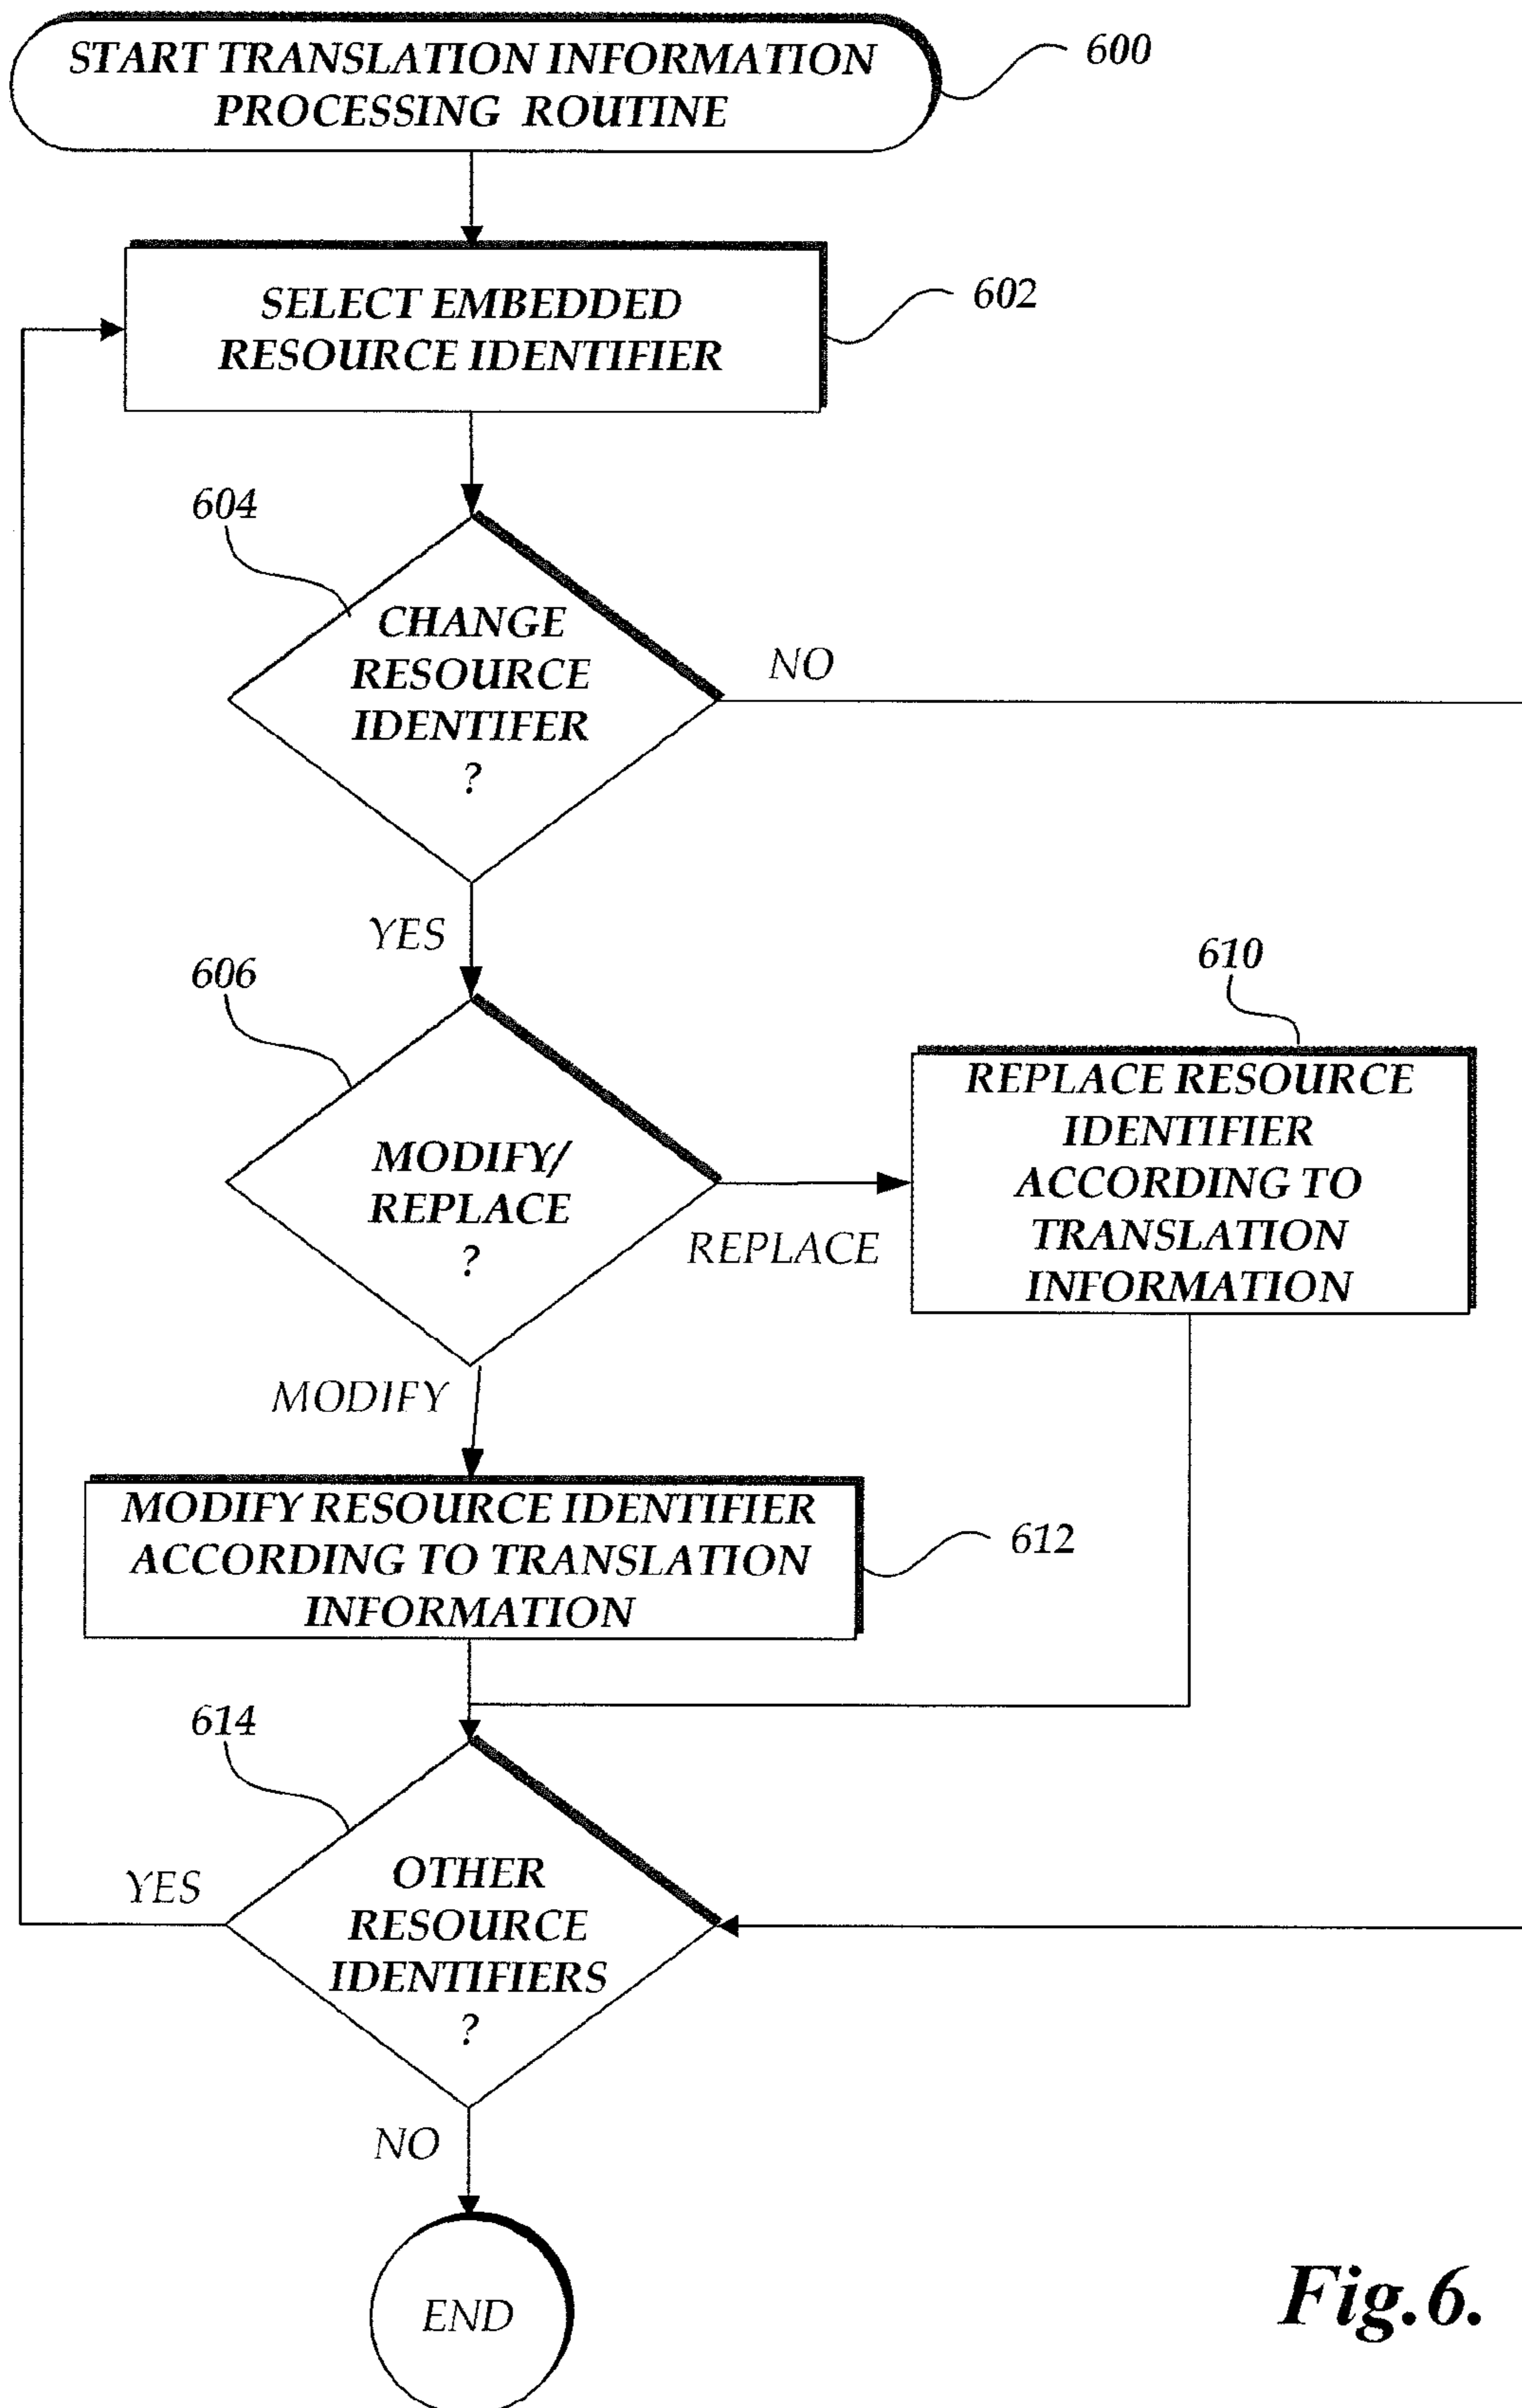 START TRANSLATION INFORMATION
PROCESSING ROUTINE
600
SELECT EMBEDDED
RESOURCE IDENTIFIER
602
604
CHANGE
RESOURCE
IDENTIFER
?
NO
YES
606
MODIFY/
REPLACE
?
REPLACE
610
REPLACE RESOURCE
IDENTIFIER
ACCORDING TO
TRANSLATION
INFORMATION
MODIFY
MODIFY RESOURCE IDENTIFIER
ACCORDING TO TRANSLATION
INFORMATION
612
614
OTHER
RESOURCE
IDENTIFIERS
?
YES
NO
END
Fig.6.